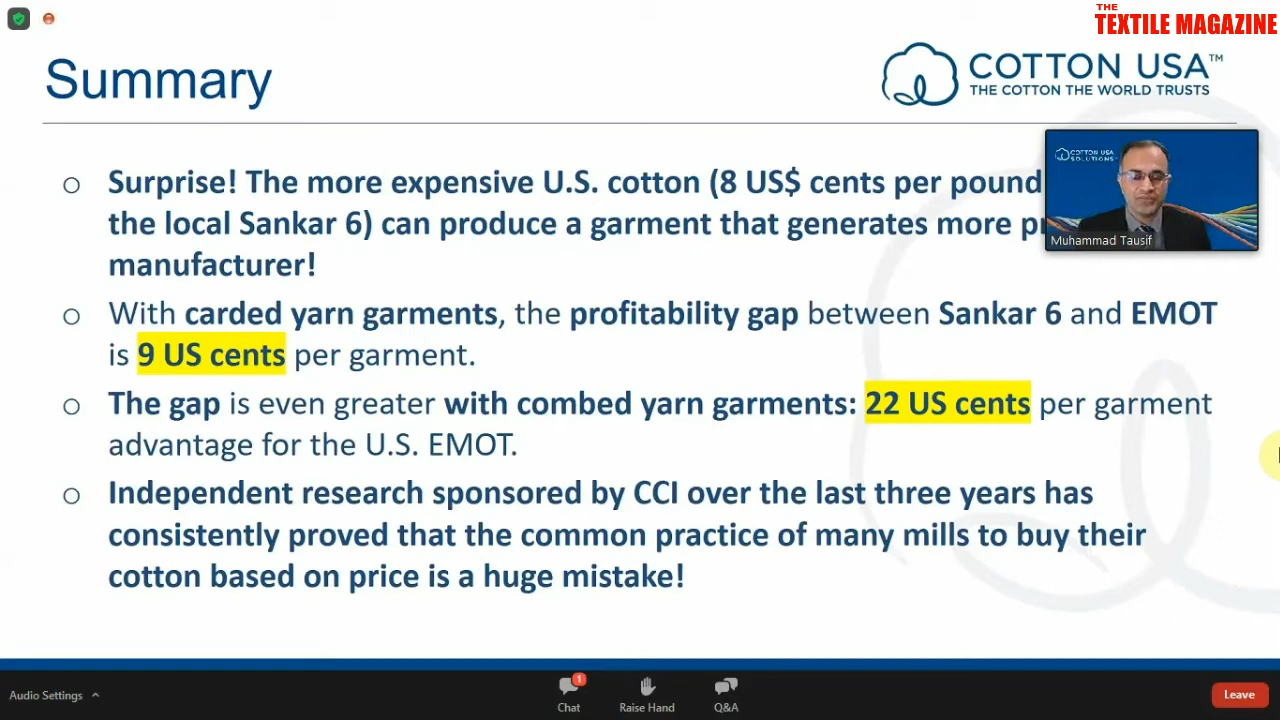 THE
TEXTILE MAGAZINE
Summary
COTTON USA™
THE COTTON THE WORLD TRUSTS
COTTON USA
SOLUTIONS
Muhammad Tausif
Surprise! The more expensive U.S. cotton (8 US$ cents per pound
the local Sankar 6) can produce a garment that generates more
manufacturer!
With carded yarn garments, the profitability gap between Sankar 6 and EMOT
is 9 US cents per garment.
The gap is even greater with combed yarn garments: 22 US cents per garment
advantage for the U.S. EMOT.
Independent research sponsored by CCI over the last three years has
consistently proved that the common practice of many mills to buy their
cotton based on price is a huge mistake!
Audio Settings
1
Chat
Raise Hand
Q&A
Leave